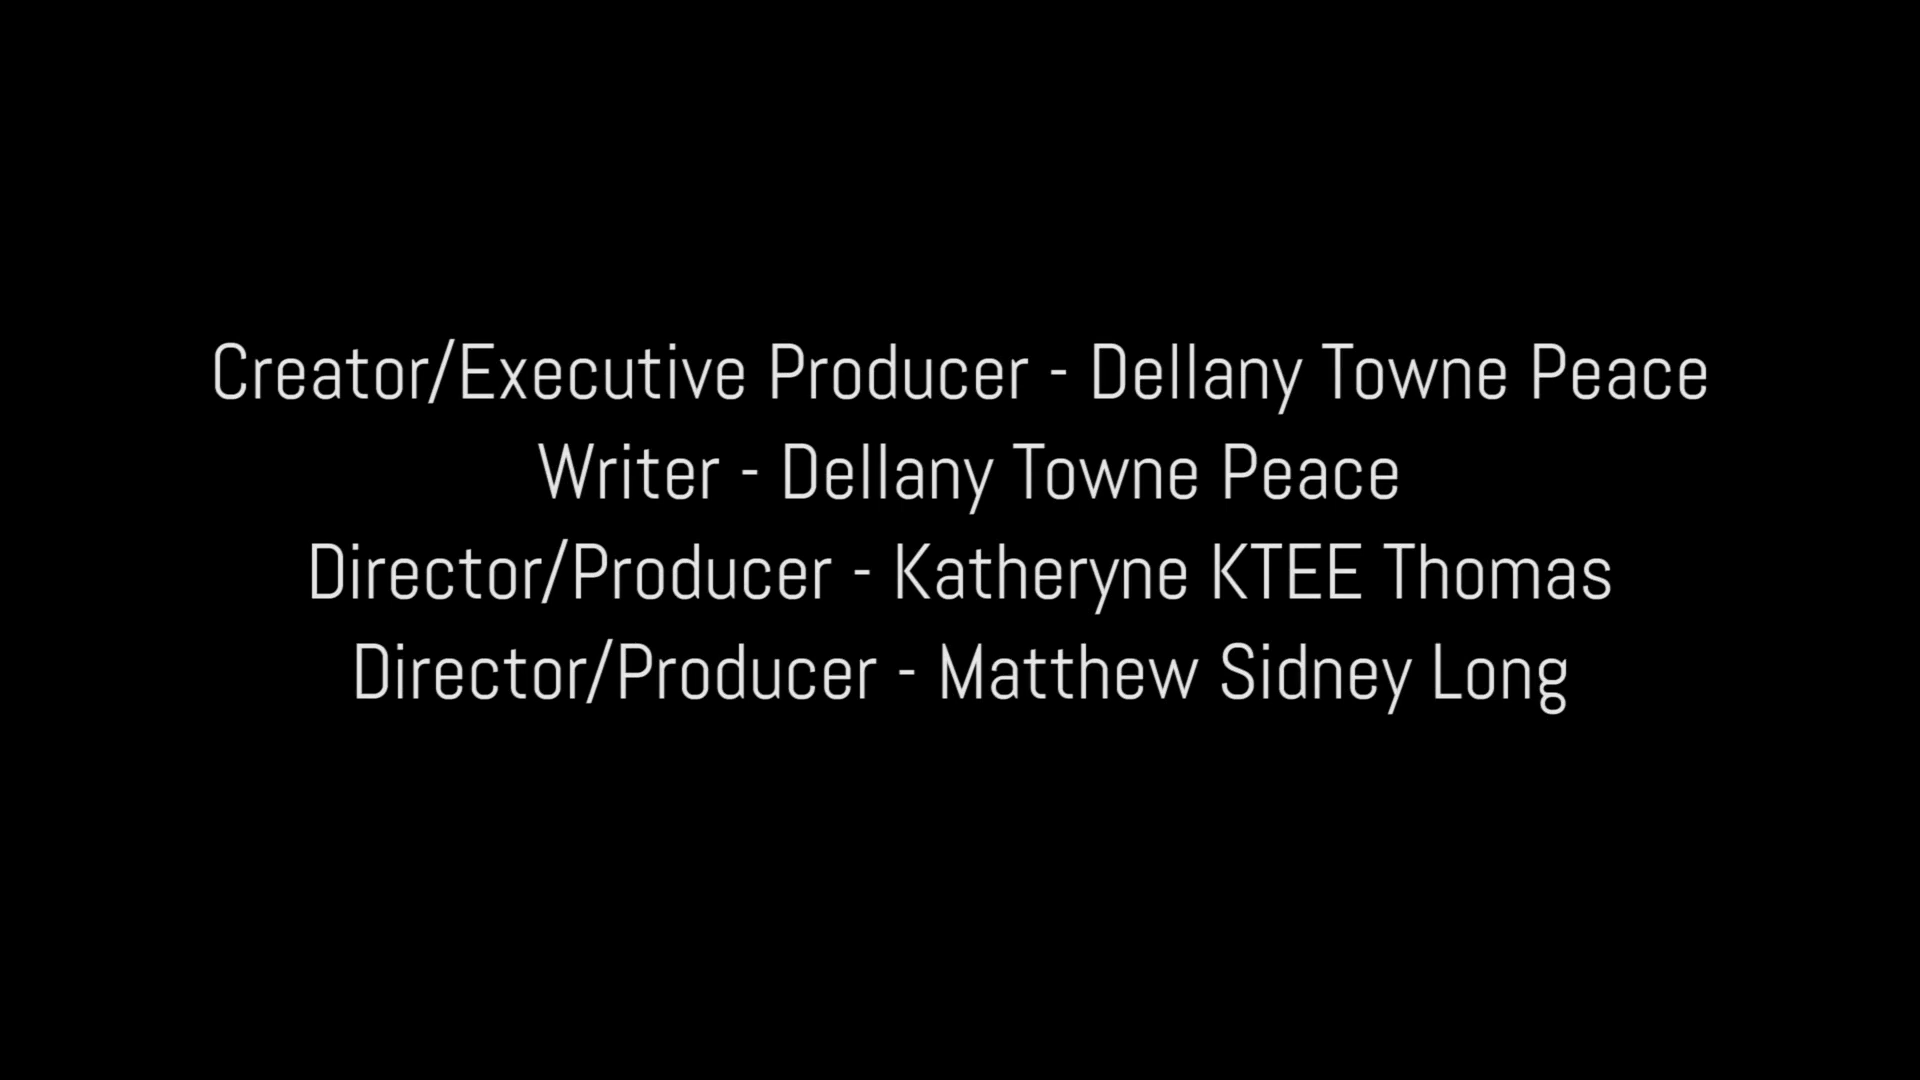 Creator/Executive Producer - Dellany Towne Peace
Writer - Dellany Towne Peace
Director/Producer - Katheryne KTEE Thomas
Director/Producer - Matthew Sidney Long